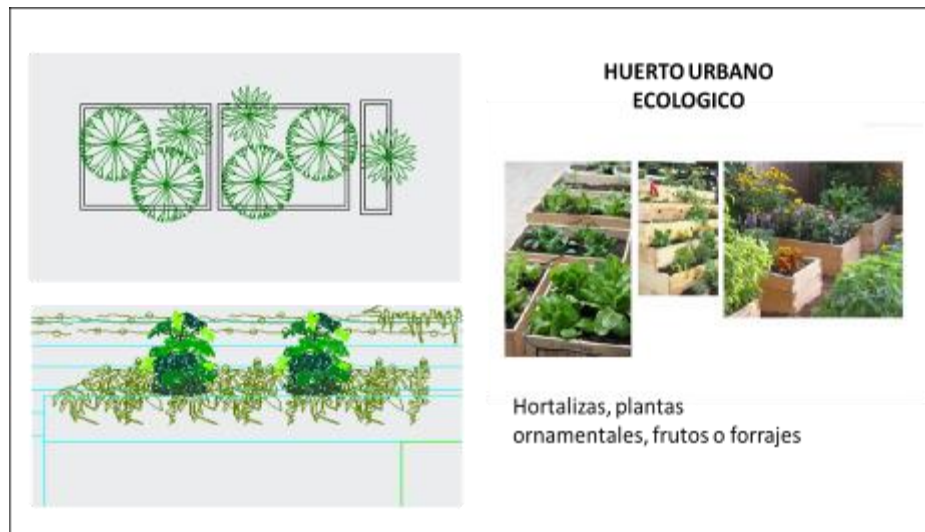 HUERTO URBANO
ECOLOGICO
Hortalizas, plantas
ornamentales, frutos o forrajes